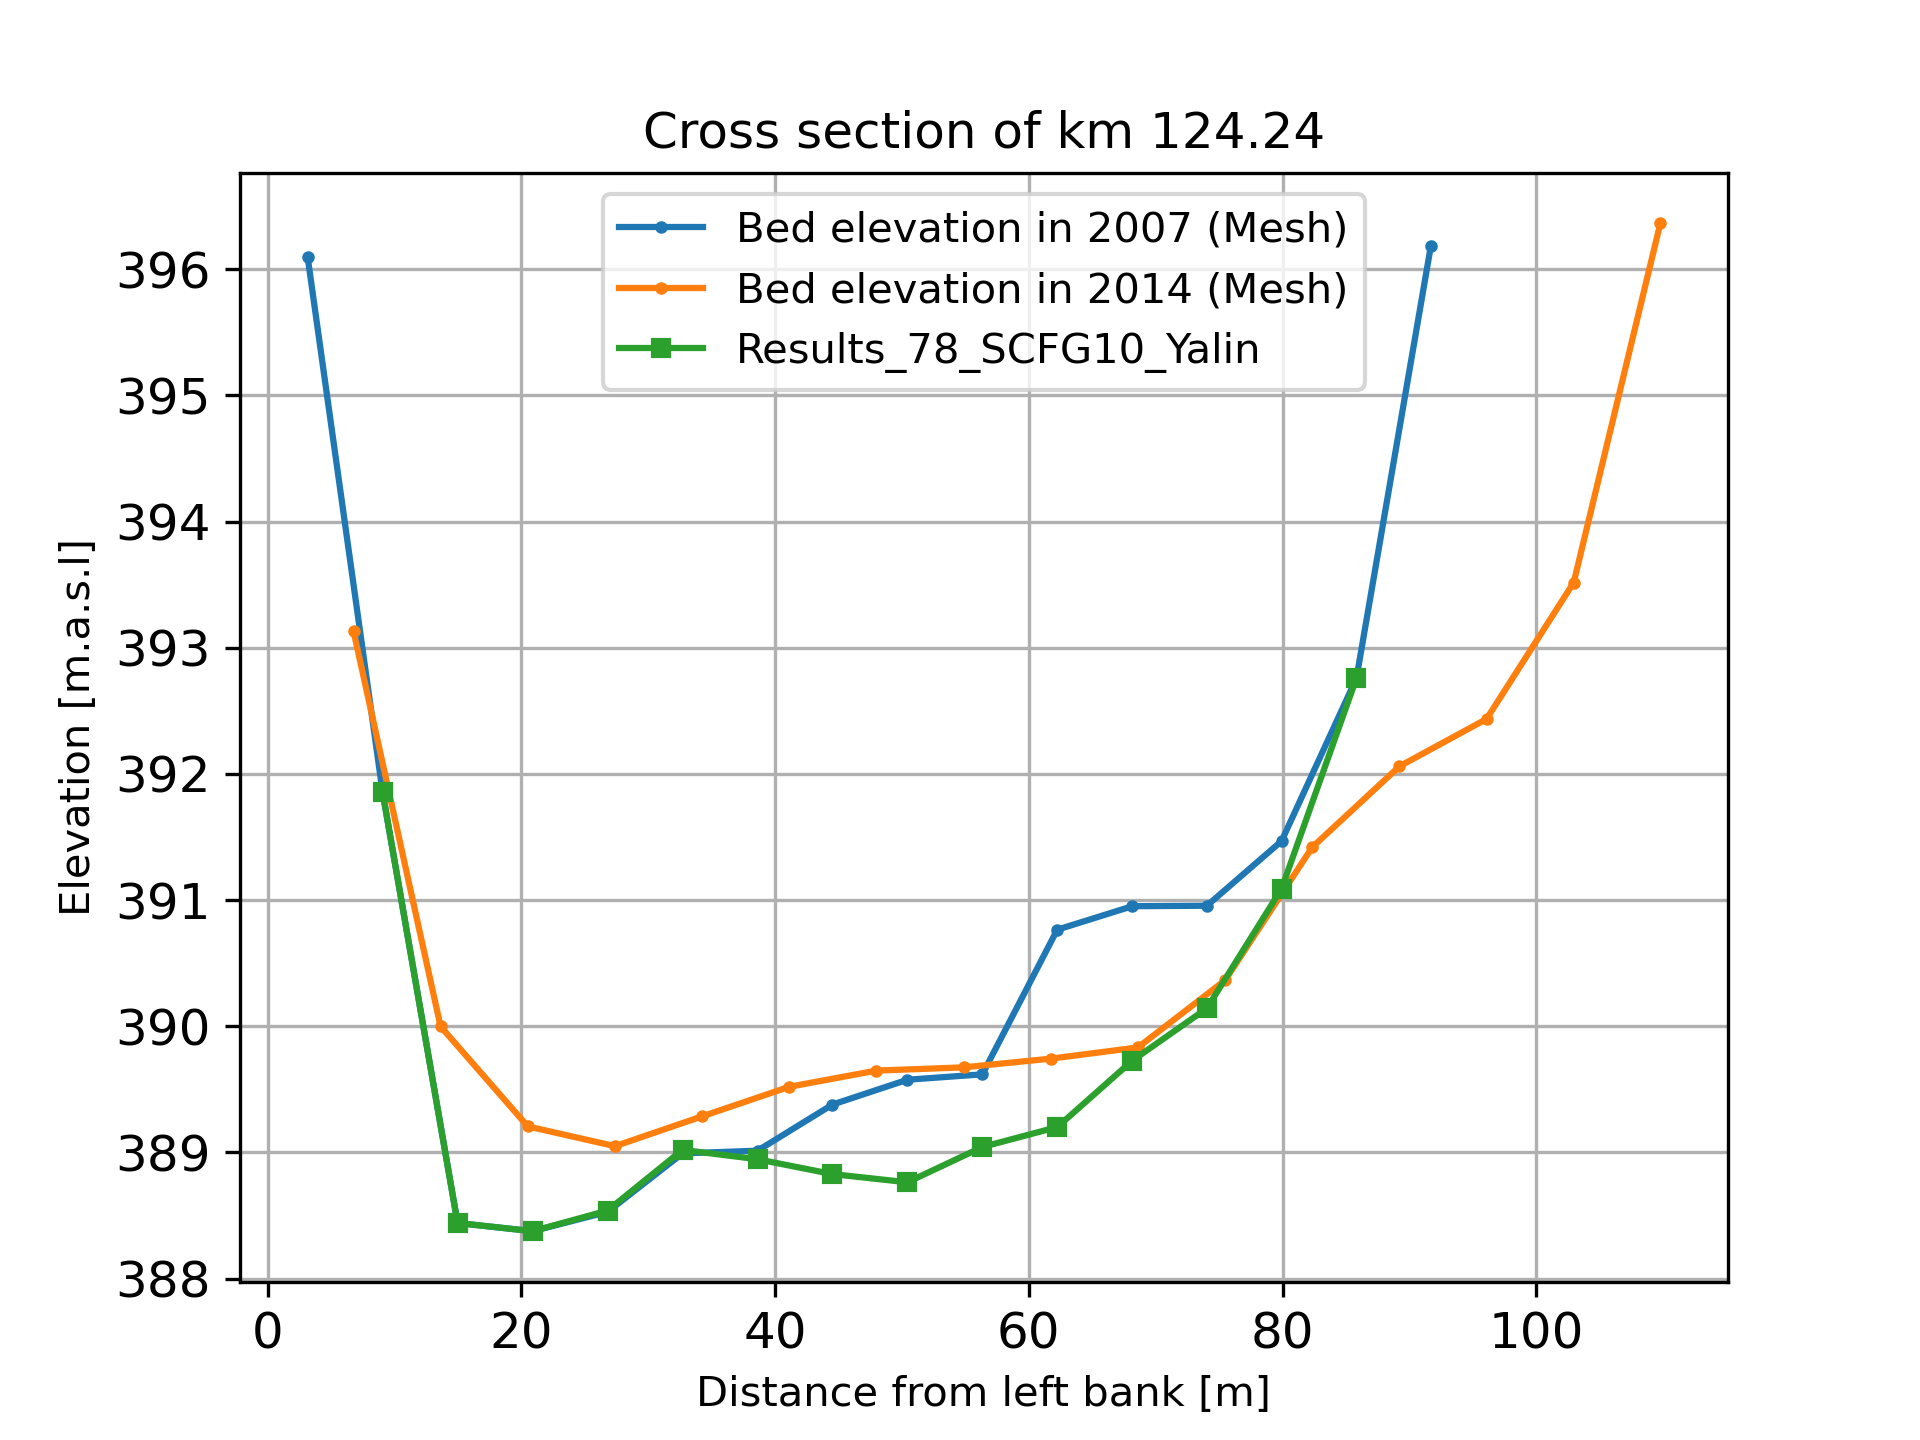 Cross section of km 124.24
Bed elevation in 2007 (Mesh)
Bed elevation in 2014 (Mesh)
Results_78_SCFG10_Yalin
Elevation [m.a.s.l]
396
395
394
393
392
391
390
389
388
0 20 40 60 80 100
Distance from left bank [m]